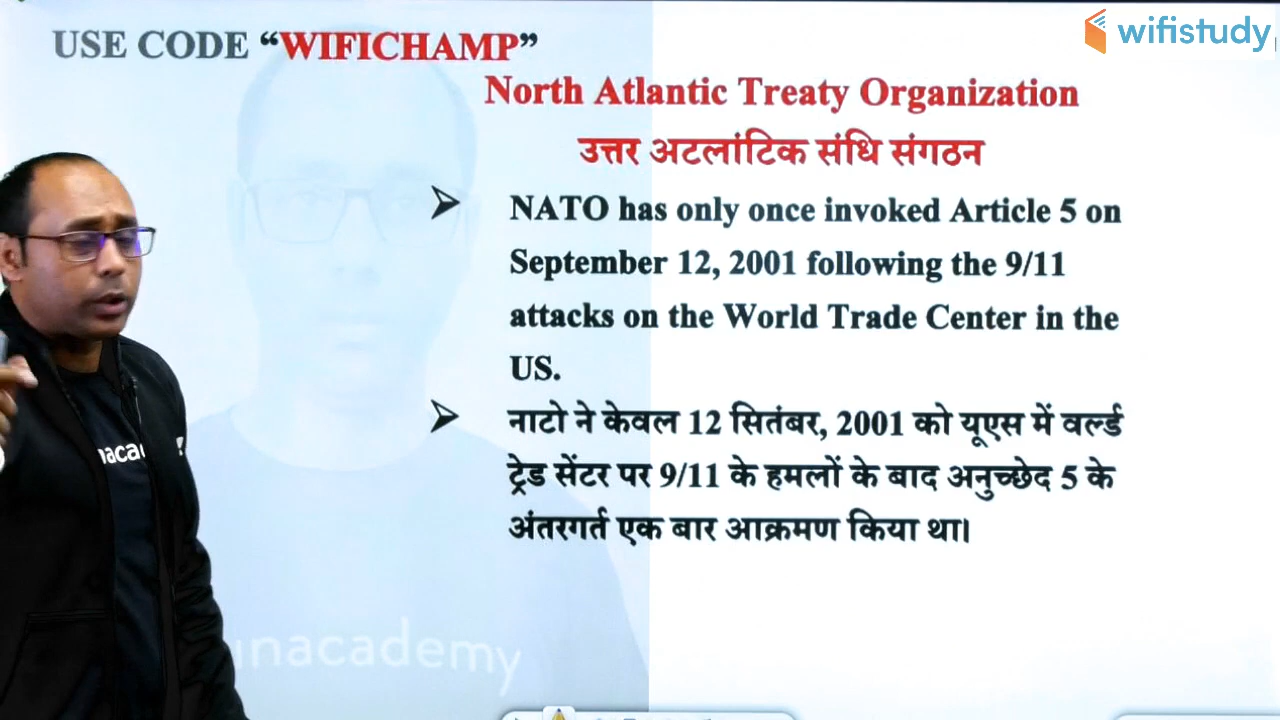 USE CODE “WIFICHAMP”
wifistudy
North Atlantic Treaty Organization
उत्तर अटलांटिक संधि संगठन
NATO has only once invoked Article 5 on
September 12, 2001 following the 9/11
attacks on the World Trade Center in the
US.
नाटो ने केवल 12 सितंबर, 2001 को यूएस में वर्ल्ड
ट्रेड सेंटर पर 9/11 के हमलों के बाद अनुच्छेद 5 के
अंतरगर्त एक बार आक्रमण किया था।
unacademy